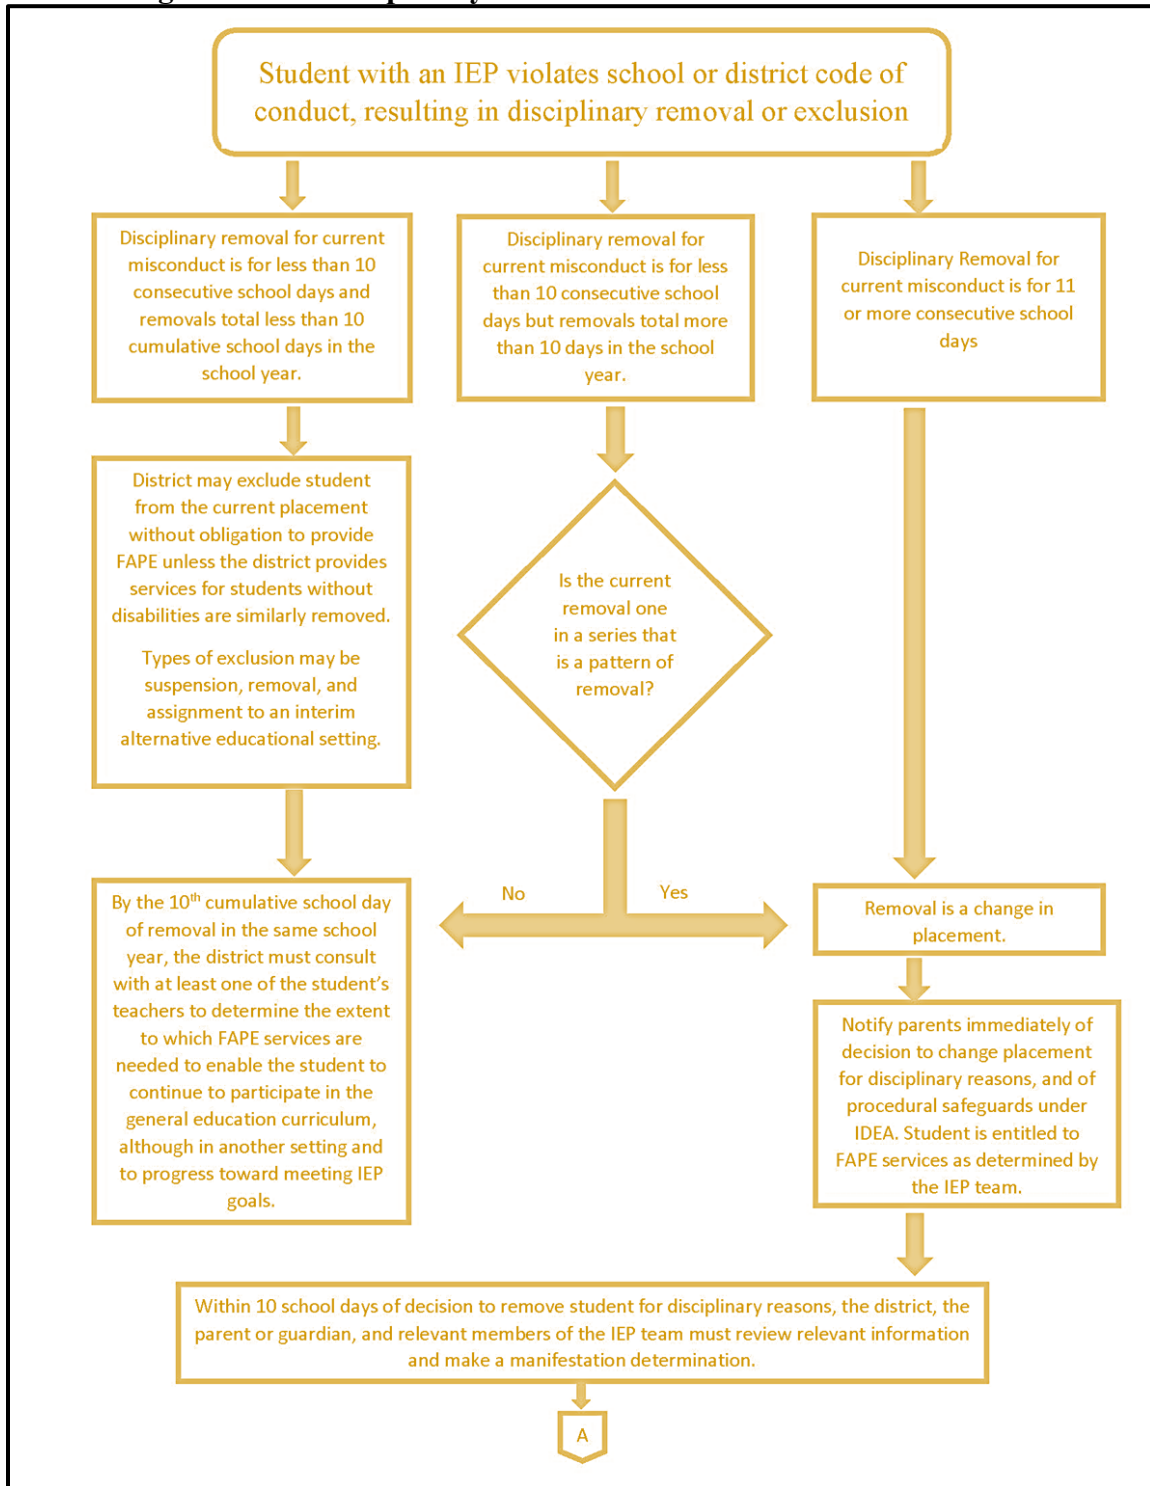 Student with an IEP violates school or district code of
conduct, resulting in disciplinary removal or exclusion
Disciplinary removal for current
misconduct is for less than 10
consecutive school days and
removals total less than 10
cumulative school days in the
school year.
Disciplinary removal for
current misconduct is for less
than 10 consecutive school
days but removals total more
than 10 days in the school
year.
Disciplinary Removal for
current misconduct is for 11
or more consecutive school
days
District may exclude student
from the current placement
without obligation to provide
FAPE unless the district provides
services for students without
disabilities are similarly removed.
Types of exclusion may be
suspension, removal, and
assignment to an interim
alternative educational setting.
Is the current
removal one
in a series that
is a pattern of
removal?
No
Yes
By the 10th cumulative school day
of removal in the same school
year, the district must consult
with at least one of the student’s
teachers to determine the extent
to which FAPE services are
needed to enable the student to
continue to participate in the
general education curriculum,
although in another setting and
to progress toward meeting IEP
goals.
Removal is a change in
placement.
Notify parents immediately of
decision to change placement
for disciplinary reasons, and of
procedural safeguards under
IDEA. Student is entitled to
FAPE services as determined by
the IEP team.
Within 10 school days of decision to remove student for disciplinary reasons, the district, the
parent or guardian, and relevant members of the IEP team must review relevant information
and make a manifestation determination.
A